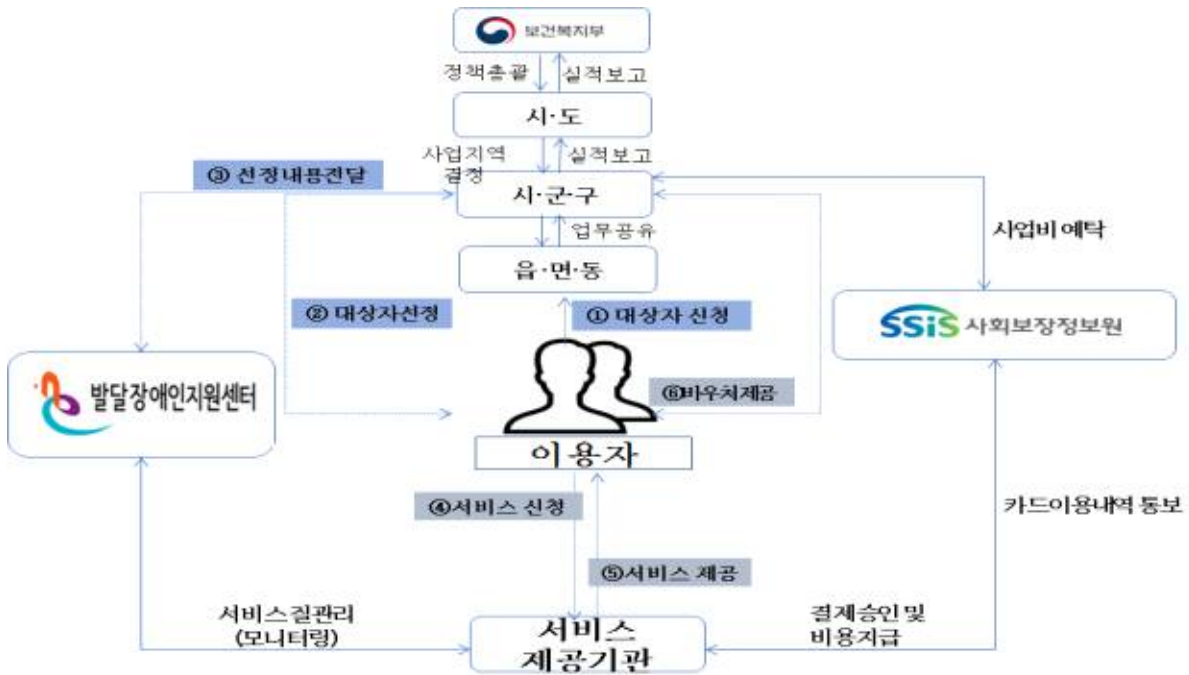 보건복지부
정책총괄
실적보고
시·도
사업지역
결정
실적보고
③ 선정내용전달
시·군·구
업무공유
사업비 예탁
읍·면·동
② 대상자선정
① 대상자 신청
SSiS 사회보장정보원
발달장애인지원센터
⑥바우처제공
이용자
④서비스 신청
카드이용내역 통보
⑤서비스 제공
서비스 질관리
(모니터링)
결제승인 및
비용지급
서비스
제공기관